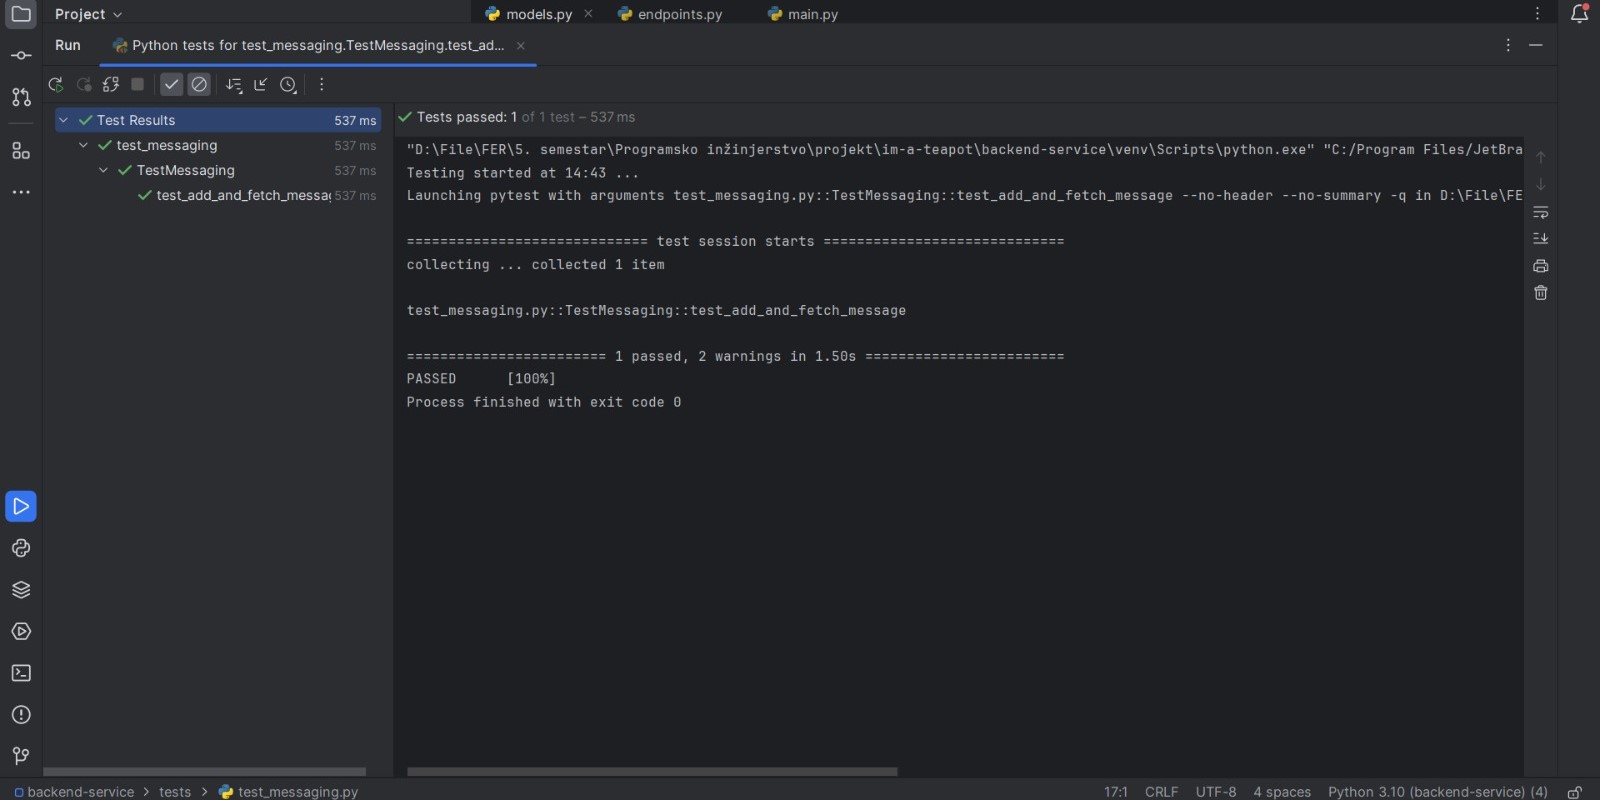 Project
models.py
endpoints.py
main.py
Run
Python tests for test_messaging.TestMessaging.test_ad...
Test Results 537 ms
test_messaging 537 ms
TestMessaging 537 ms
test_add_and_fetch_messag 537 ms
Tests passed: 1 of 1 test – 537 ms
"D:\File\FER\5. semestar\Programsko inžinjerstvo\projekt\im-a-teapot\backend-service\venv\Scripts\python.exe" "C:/Program Files/JetBra
Testing started at 14:43 ...
Launching pytest with arguments test_messaging.py::TestMessaging::test_add_and_fetch_message --no-header --no-summary -q in D:\File\FE
============================= test session starts =============================
collecting ... collected 1 item
test_messaging.py::TestMessaging::test_add_and_fetch_message
======================== 1 passed, 2 warnings in 1.50s ========================
PASSED [100%]
Process finished with exit code 0
backend-service > tests > test_messaging.py
17:1 CRLF UTF-8 4 spaces Python 3.10 (backend-service) (4)